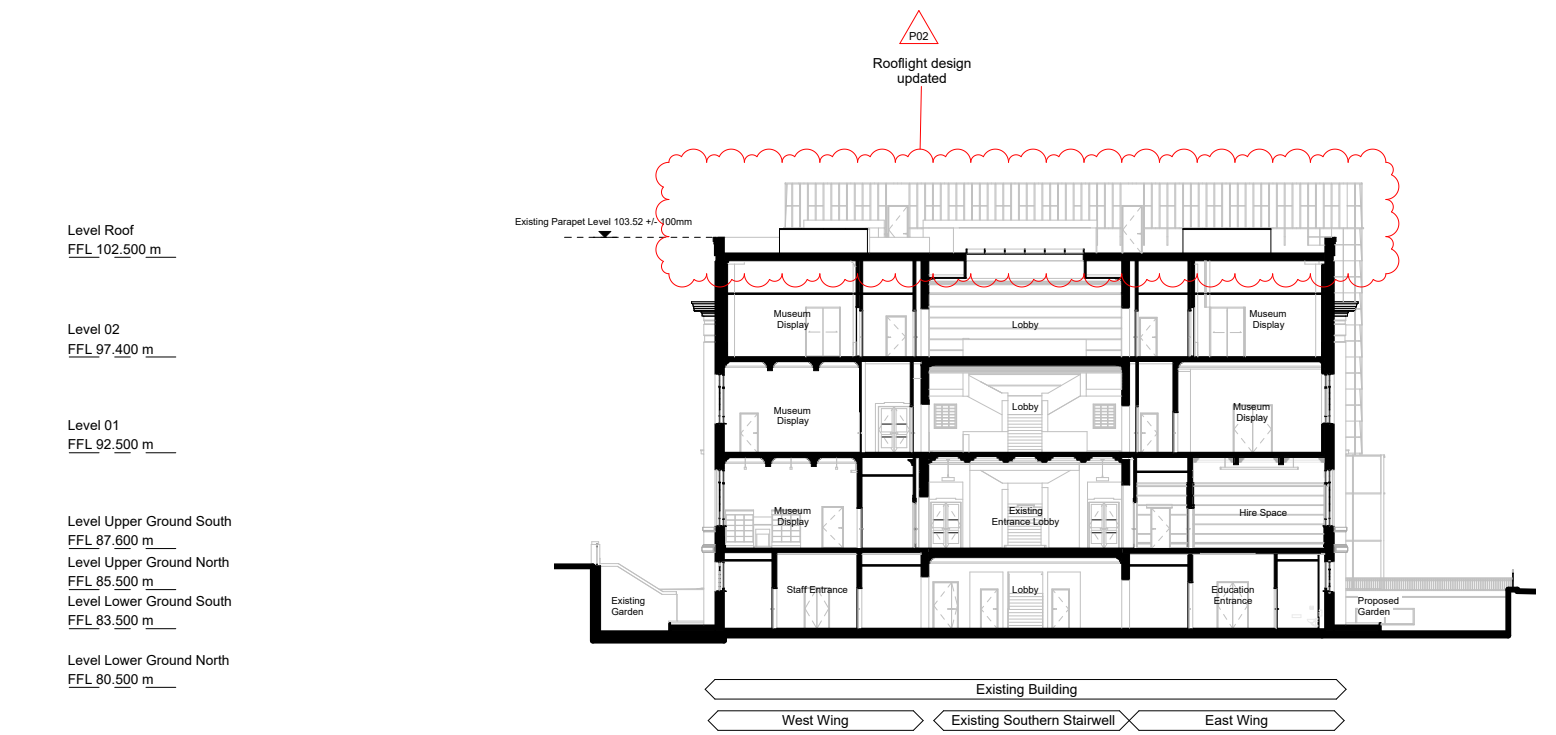 P02
Rooflight design
updated
Existing Parapet Level 103.52 +/- 100mm
Level Roof
FFL 102.500 m
Level 02
FFL 97.400 m
Level 01
FFL 92.500 m
Level Upper Ground South
FFL 87.600 m
Level Upper Ground North
FFL 85.500 m
Level Lower Ground South
FFL 83.500 m
Level Lower Ground North
FFL 80.500 m
Museum
Display
Lobby
Museum
Display
Museum
Display
Lobby
Museum
Display
Museum
Display
Existing
Entrance Lobby
Hire Space
Existing
Garden
Staff Entrance
Lobby
Education
Entrance
Proposed
Garden
Existing Building
West Wing
Existing Southern Stairwell
East Wing